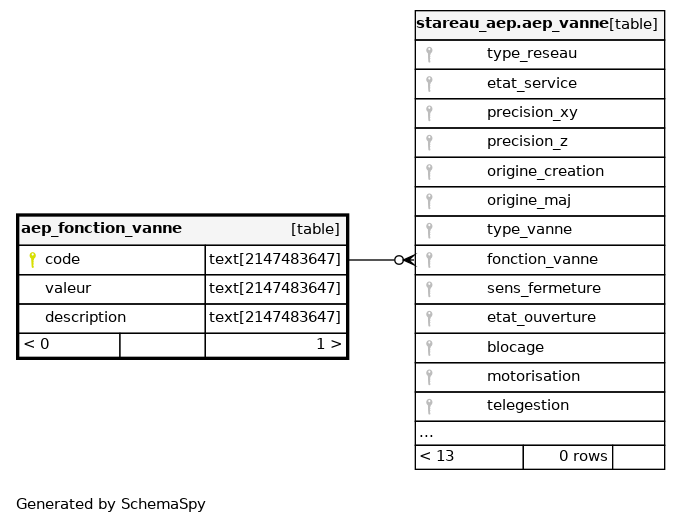 stareau_aep.aep_vanne[table]
type_reseau
etat_service
precision_xy
precision_z
origine_creation
origine_maj
type_vanne
fonction_vanne
sens_fermeture
etat_ouverture
blocage
motorisation
telegestion
...
< 13 0 rows
aep_fonction_vanne [table]
code text[2147483647]
valeur text[2147483647]
description text[2147483647]
< 0 1 >
Generated by SchemaSpy